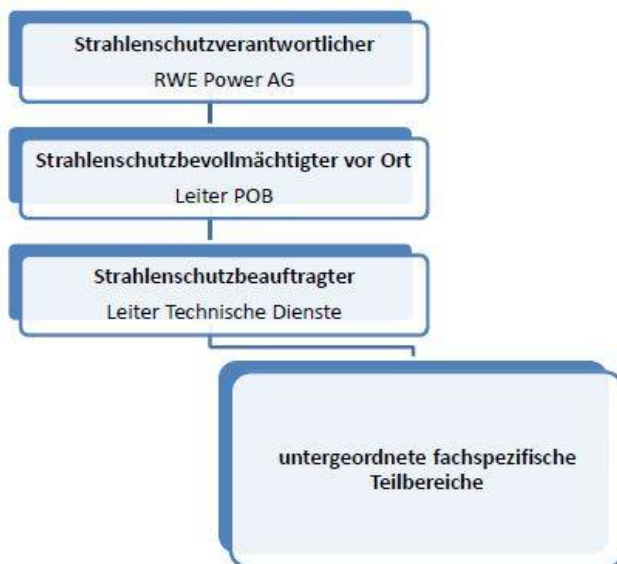 Strahlenschutzverantwortlicher
RWE Power AG
Strahlenschutzbevollmächtigter vor Ort
Leiter POB
Strahlenschutzbeauftragter
Leiter Technische Dienste
untergeordnete fachspezifische
Teilbereiche